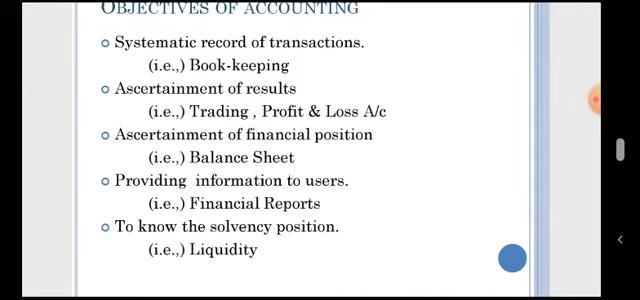 OBJECTIVES OF ACCOUNTING
Systematic record of transactions.
(i.e.,) Book-keeping
Ascertainment of results
(i.e.,) Trading , Profit & Loss A/c
Ascertainment of financial position
(i.e.,) Balance Sheet
Providing information to users.
(i.e.,) Financial Reports
To know the solvency position.
(i.e.,) Liquidity